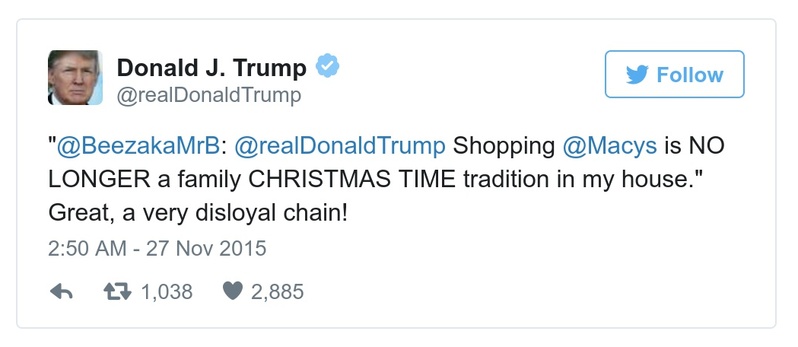 Donald J. Trump
@realDonaldTrump
Follow
"@BeezakaMrB: @realDonaldTrump Shopping @Macys is NO
LONGER a family CHRISTMAS TIME tradition in my house."
Great, a very disloyal chain!
2:50 AM - 27 Nov 2015
1,038 2,885